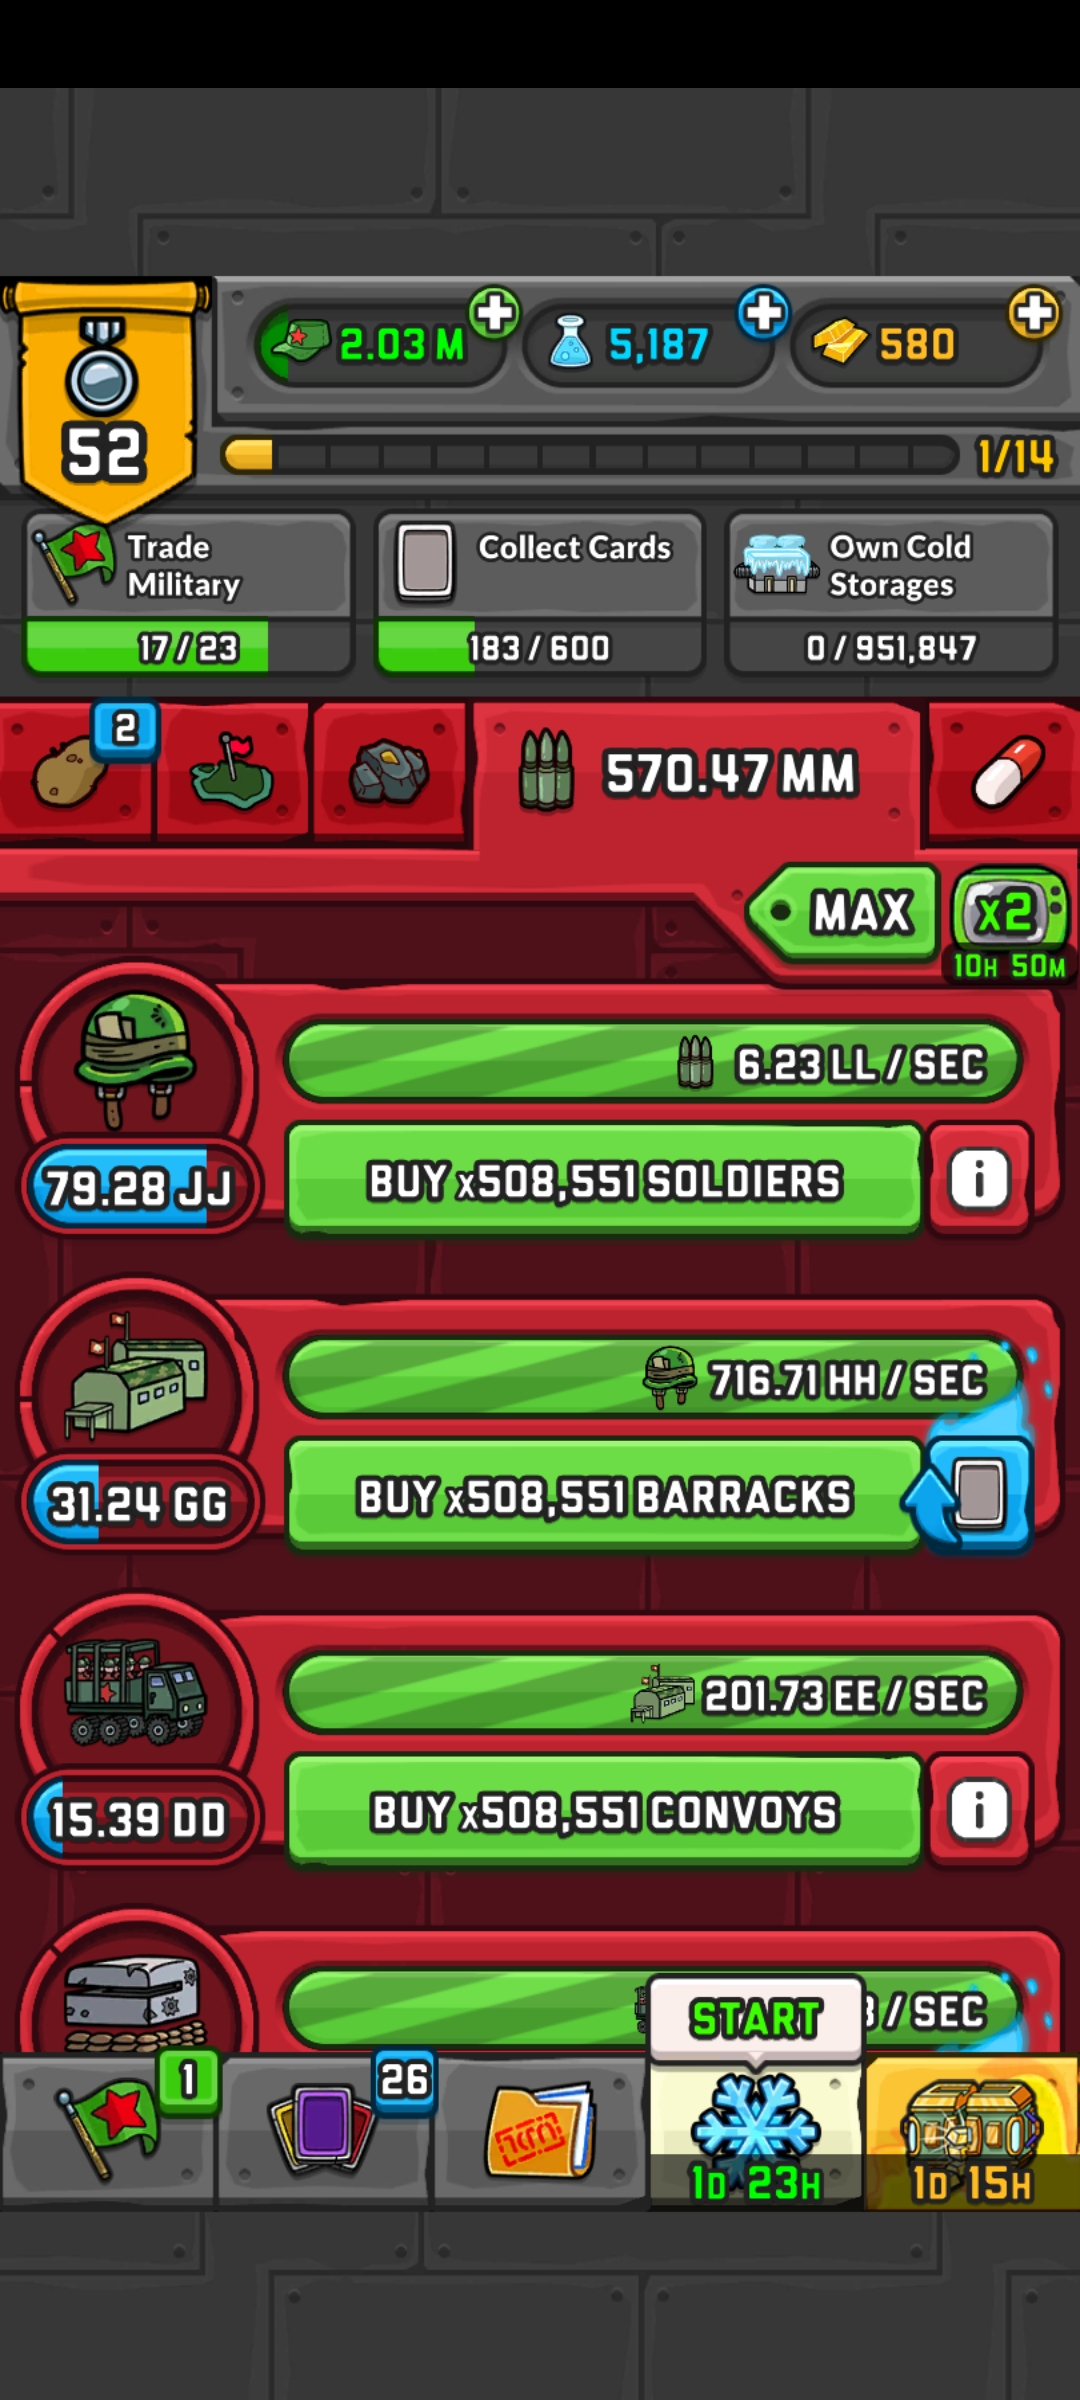 52
2.03 M
5,187
580
1/14
Trade
Military
17/23
Collect Cards
183/600
Own Cold
Storages
0/951,847
2
570.47 MM
MAX
x2
10H 50M
6.23 LL / SEC
79.28 JJ
BUY x508,551 SOLDIERS
i
716.71 HH / SEC
31.24 GG
BUY x508,551 BARRACKS
201.73 EE / SEC
15.39 DD
BUY x508,551 CONVOYS
i
/ SEC
START
1
26
1D 23H
1D 15H